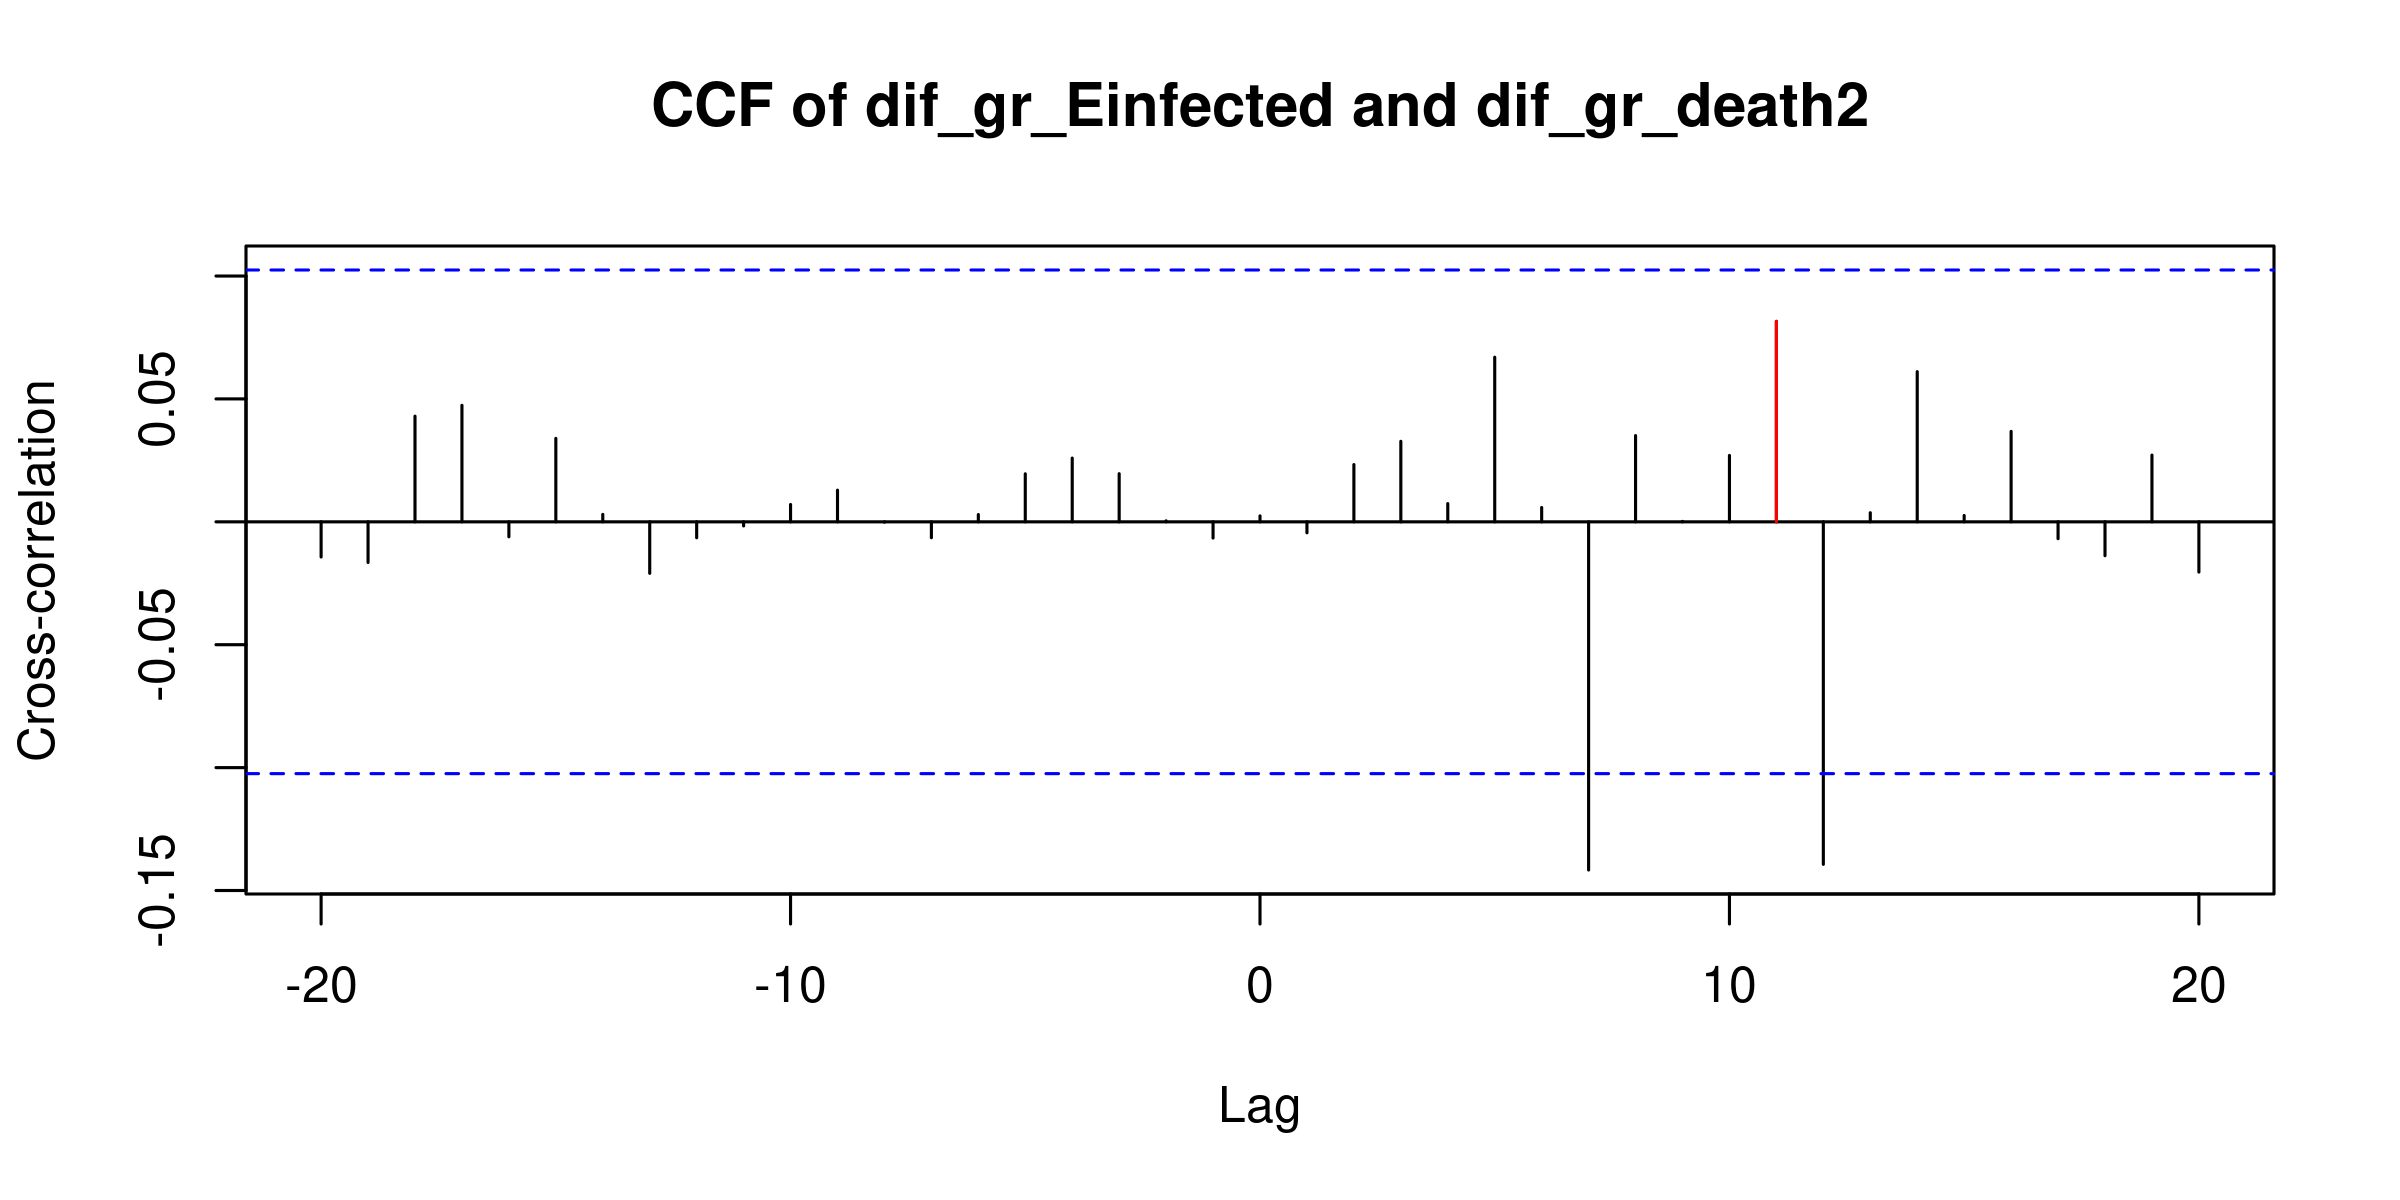 CCF of dif_gr_Einfected and dif_gr_death2
Cross-correlation
0.05
-0.05
-0.15
-20
-10
0
10
20
Lag